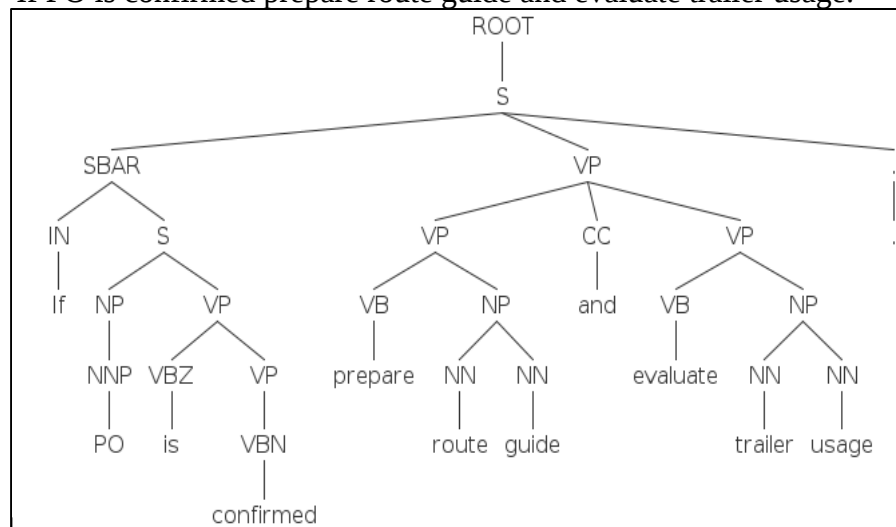 If PO is confirmed prepare route guide and evaluate trailer usage.
ROOT
S
SBAR VP .
IN S VP CC VP .
If NP VP VB NP and VB NP
NNP VBZ VP prepare NN NN evaluate NN NN
PO is VBN route guide trailer usage
confirmed